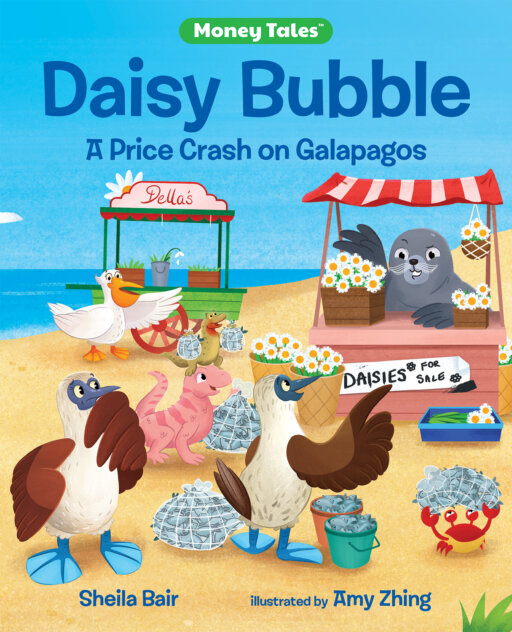 Money Tales™
Daisy Bubble
A Price Crash on Galapagos
Della's
DAISIES FOR SALE
Sheila Bair
illustrated by Amy Zhing